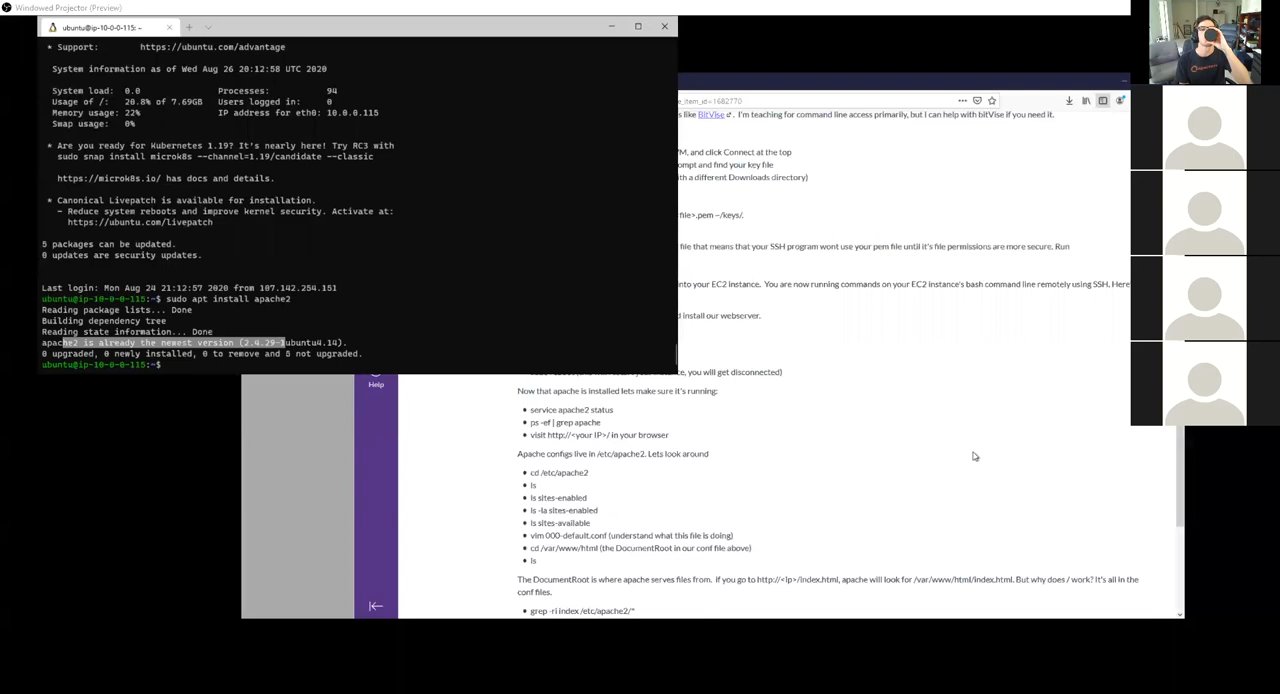 Windowed Projector (Preview)
ubuntu@ip-10-0-0-115: ~
* Support: https://ubuntu.com/advantage
System information as of Wed Aug 26 20:12:58 UTC 2020
System load: 0.0 Processes: 94
Usage of /: 20.8% of 7.69GB Users logged in: 0
Memory usage: 22% IP address for eth0: 10.0.0.115
Swap usage: 0%
* Are you ready for Kubernetes 1.19? It's nearly here! Try RC3 with
sudo snap install microk8s --channel=1.19/candidate --classic
https://microk8s.io/ has docs and details.
* Canonical Livepatch is available for installation.
- Reduce system reboots and improve kernel security. Activate at:
https://ubuntu.com/livepatch
5 packages can be updated.
0 updates are security updates.
Last login: Mon Aug 24 21:12:57 2020 from 107.142.254.151
ubuntu@ip-10-0-0-115:~$ sudo apt install apache2
Reading package lists... Done
Building dependency tree
Reading state information... Done
apache2 is already the newest version (2.4.29-1ubuntu4.14).
0 upgraded, 0 newly installed, 0 to remove and 5 not upgraded.
ubuntu@ip-10-0-0-115:~$
e_item_id=1682770
s like BitVise . I'm teaching for command line access primarily, but I can help with bitVise if you need it.
M, and click Connect at the top
ompt and find your key file
ith a different Downloads directory)
file>.pem ~/keys/.
file that means that your SSH program wont use your pem file until it's file permissions are more secure. Run
into your EC2 instance. You are now running commands on your EC2 instance's bash command line remotely using SSH. Here
d install our webserver.
ce, you will get disconnected)
Help
Now that apache is installed lets make sure it's running:
• service apache2 status
• ps -ef | grep apache
• visit http://<your IP>/ in your browser
Apache configs live in /etc/apache2. Lets look around
• cd /etc/apache2
• ls
• ls sites-enabled
• ls -la sites-enabled
• ls sites-available
• vim 000-default.conf (understand what this file is doing)
• cd /var/www/html (the DocumentRoot in our conf file above)
• ls
The DocumentRoot is where apache serves files from. if you go to http://<ip>/index.html, apache will look for /var/www/html/index.html. But why does / work? It's all in the
conf files.
• grep -ri index /etc/apache2/*